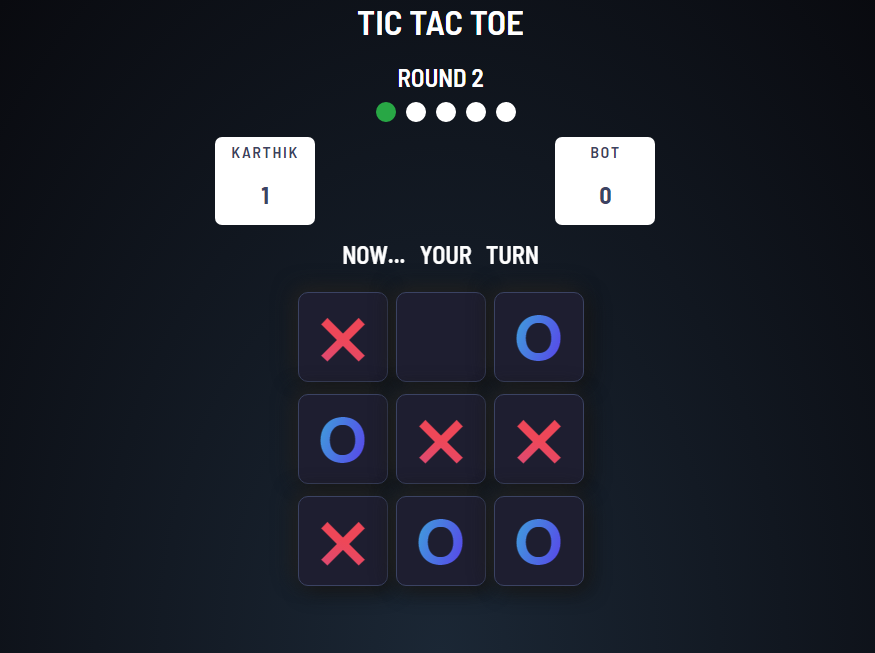 TIC TAC TOE
ROUND 2
KARTHIK
BOT
1
0
NOW... YOUR TURN
X O
O X X
X O O